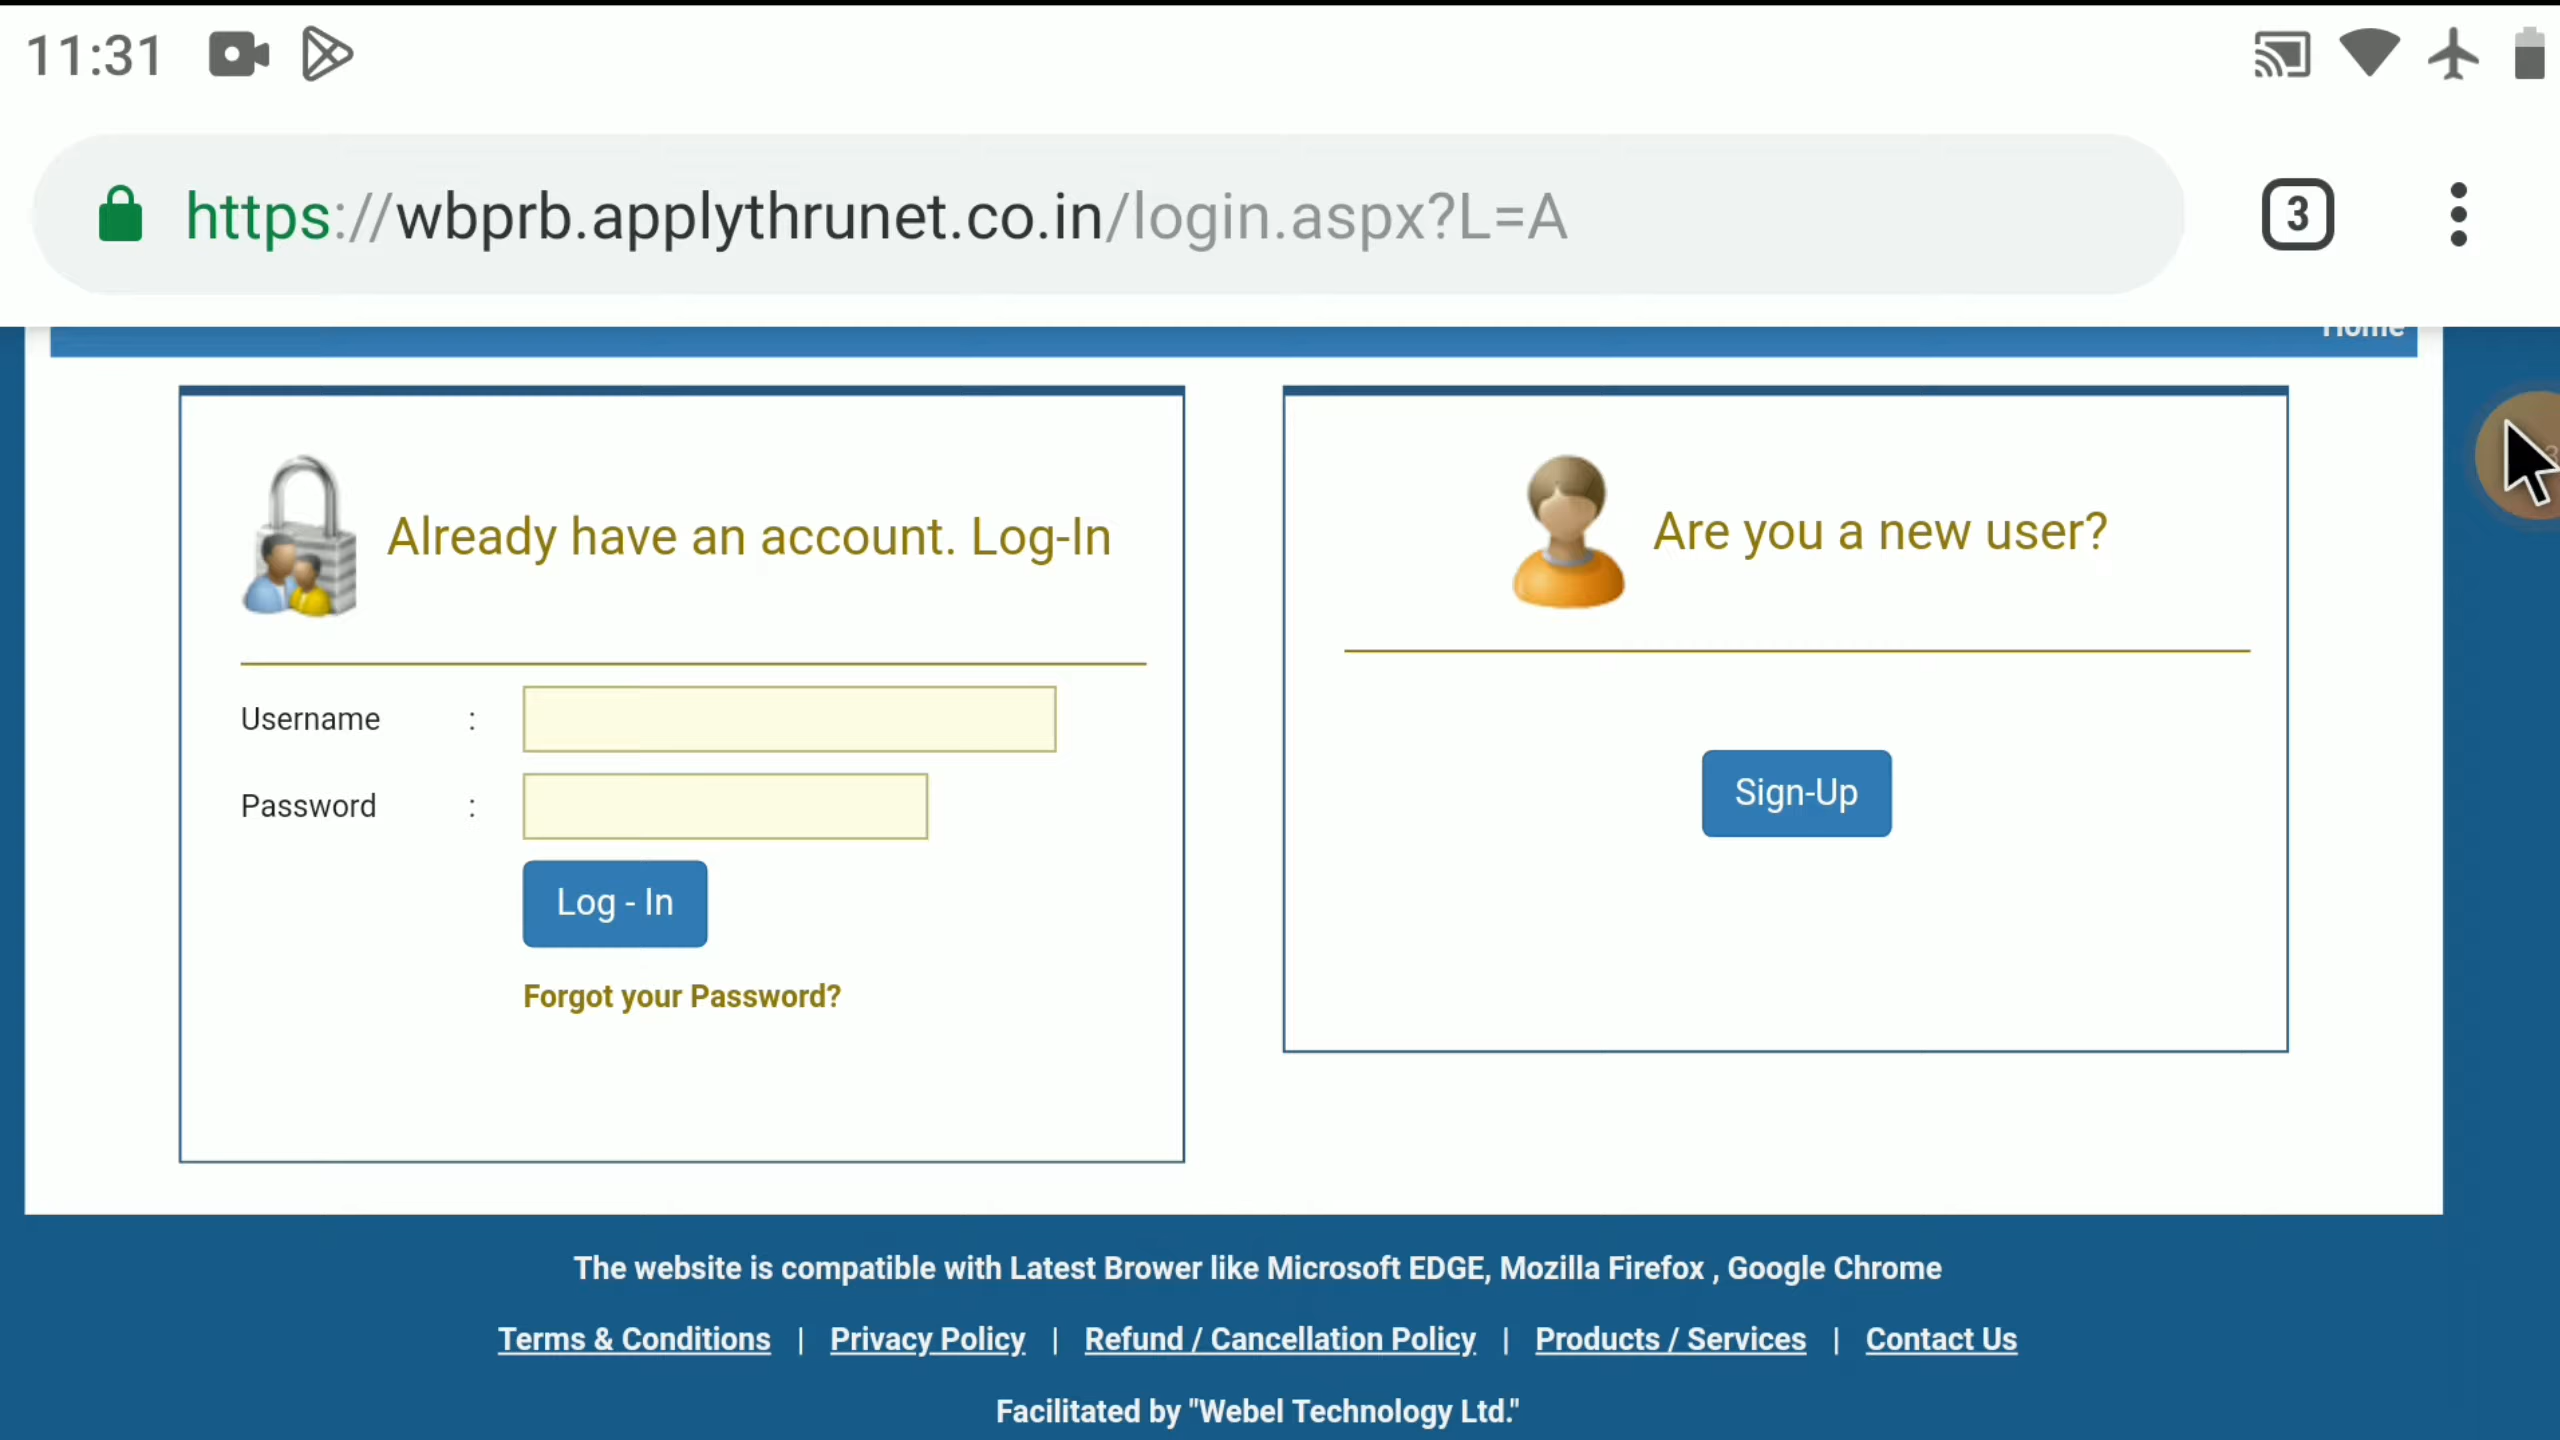 11:31
https://wbprb.applythrunet.co.in/login.aspx?L=A
3
Home
Already have an account. Log-In
Are you a new user?
Username :
Password :
Sign-Up
Log - In
Forgot your Password?
The website is compatible with Latest Brower like Microsoft EDGE, Mozilla Firefox , Google Chrome
Terms & Conditions | Privacy Policy | Refund / Cancellation Policy | Products / Services | Contact Us
Facilitated by "Webel Technology Ltd."